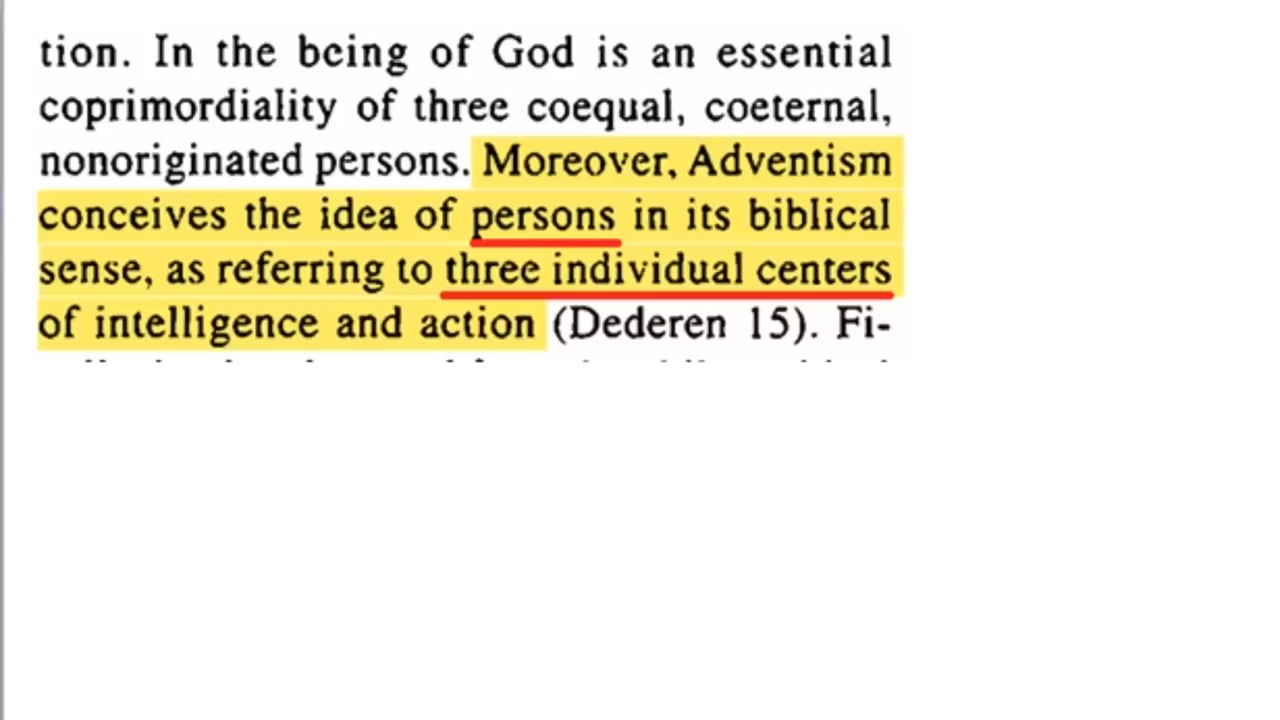 tion. In the being of God is an essential
coprimordiality of three coequal, coeternal,
nonoriginated persons. Moreover, Adventism
conceives the idea of persons in its biblical
sense, as referring to three individual centers
of intelligence and action (Dederen 15). Fi-